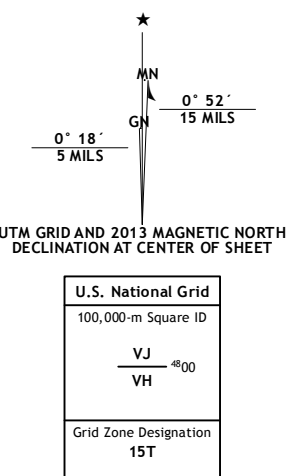 ★
MN
GN
0° 52´
15 MILS
0° 18´
5 MILS
UTM GRID AND 2013 MAGNETIC NORTH
DECLINATION AT CENTER OF SHEET
U.S. National Grid
100,000-m Square ID
VJ
⁴⁸00
VH
Grid Zone Designation
15T